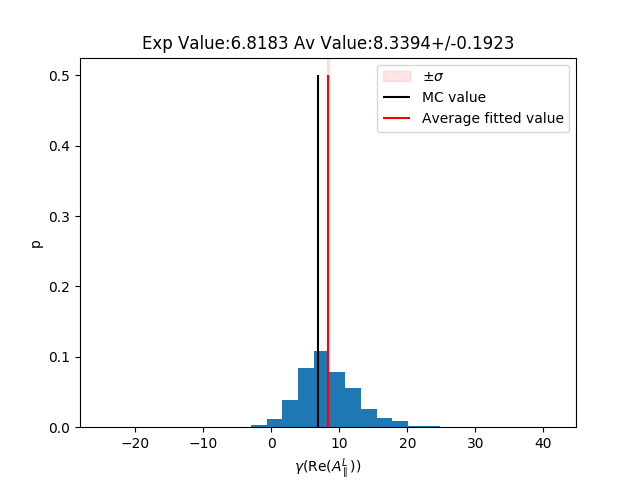 Exp Value:6.8183 Av Value:8.3394+/-0.1923
±σ
MC value
Average fitted value
p
0.5
0.4
0.3
0.2
0.1
0.0
−20 −10 0 10 20 30 40
γ(Re(A_∥^L))